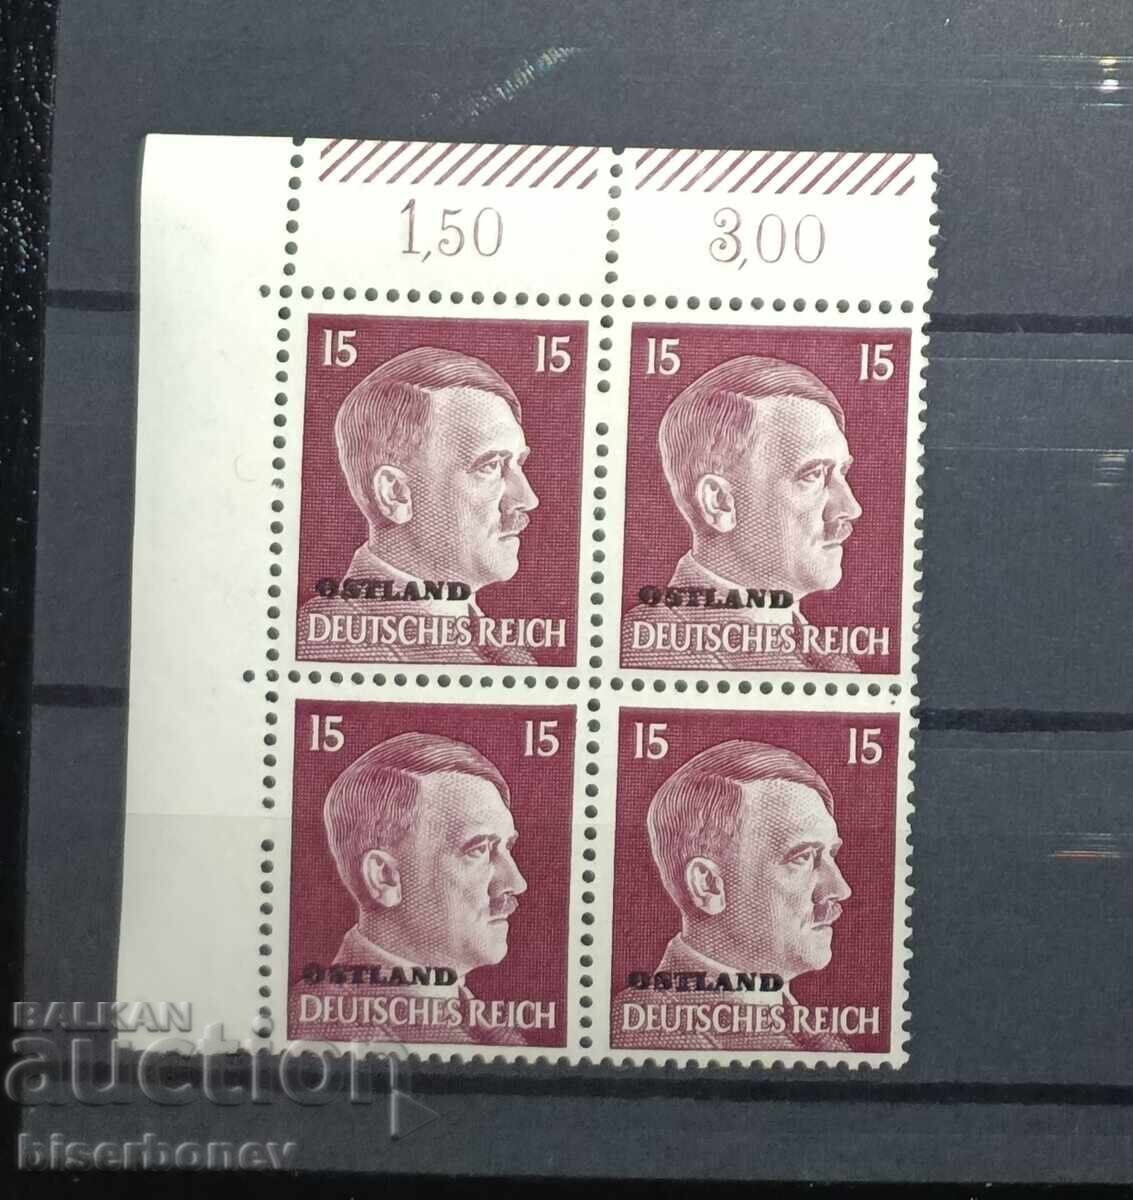 1,50 3,00
15 15 15 15
OSTLAND OSTLAND
DEUTSCHES REICH DEUTSCHES REICH
15 15 15 15
OSTLAND OSTLAND
DEUTSCHES REICH DEUTSCHES REICH
BALKAN
auction
biserboney